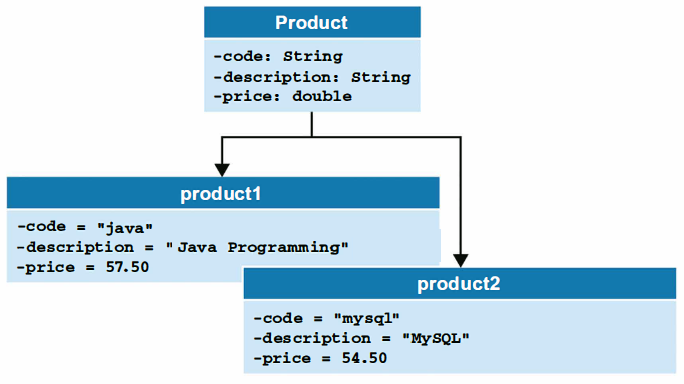 Product
-code: String
-description: String
-price: double
product1
-code = "java"
-description = "Java Programming"
-price = 57.50
product2
-code = "mysql"
-description = "MySQL"
-price = 54.50